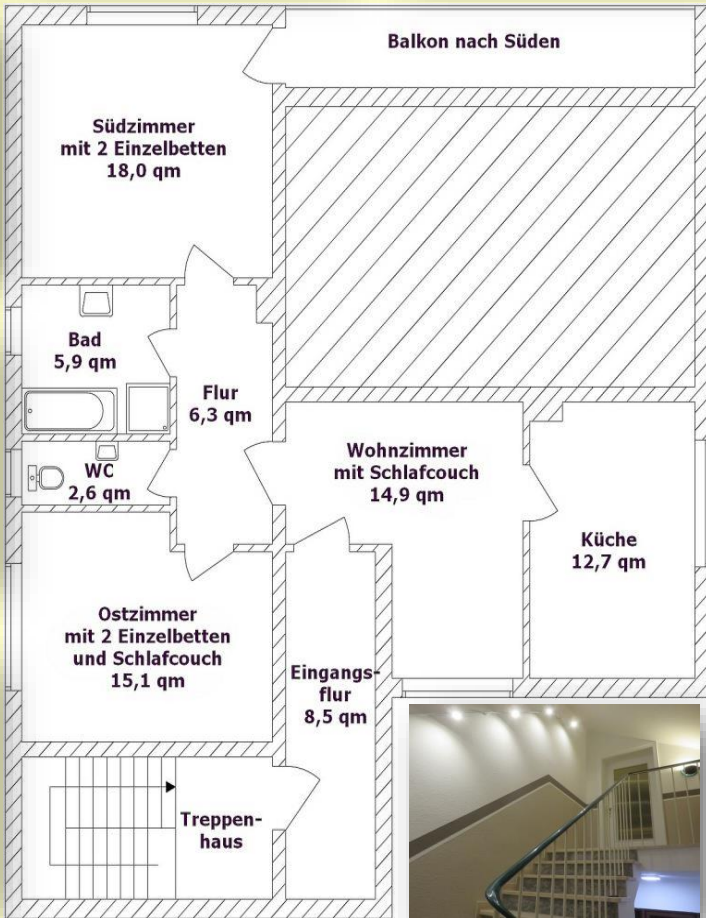 Balkon nach Süden
Südzimmer
mit 2 Einzelbetten
18,0 qm
Bad
5,9 qm
Flur
6,3 qm
WC
2,6 qm
Wohnzimmer
mit Schlafcouch
14,9 qm
Küche
12,7 qm
Ostzimmer
mit 2 Einzelbetten
und Schlafcouch
15,1 qm
Eingangs-
flur
8,5 qm
Treppen-
haus